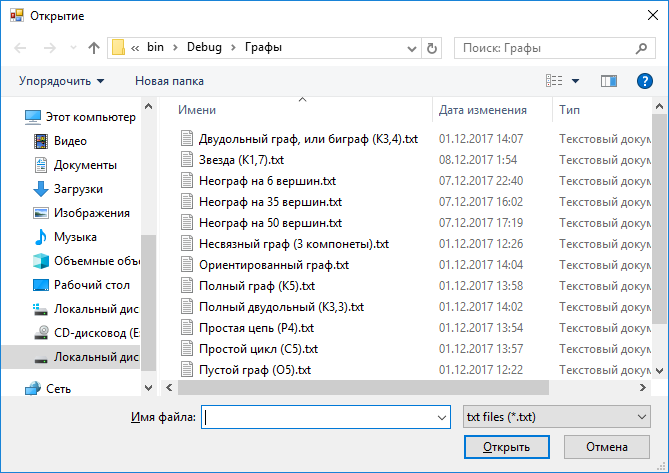 Открытие
« bin › Debug › Графы
Поиск: Графы
Упорядочить
Новая папка
Имени
Дата изменения
Тип
Этот компьютер
Видео
Документы
Загрузки
Изображения
Музыка
Объемные объ
Рабочий стол
Локальный дис
CD-дисковод (E
Локальный дис
Сеть
Двудольный граф, или биграф (K3,4).txt 01.12.2017 14:07 Текстовый докум
Звезда (K1,7).txt 08.12.2017 1:54 Текстовый докум
Неограф на 6 вершин.txt 07.12.2017 22:40 Текстовый докум
Неограф на 35 вершин.txt 07.12.2017 16:02 Текстовый докум
Неограф на 50 вершин.txt 07.12.2017 17:19 Текстовый докум
Несвязный граф (3 компонеты).txt 01.12.2017 12:26 Текстовый докум
Ориентированный граф.txt 01.12.2017 14:04 Текстовый докум
Полный граф (K5).txt 01.12.2017 13:58 Текстовый докум
Полный двудольный (K3,3).txt 01.12.2017 14:02 Текстовый докум
Простая цепь (P4).txt 01.12.2017 13:54 Текстовый докум
Простой цикл (C5).txt 01.12.2017 13:57 Текстовый докум
Пустой граф (O5).txt 01.12.2017 12:22 Текстовый докум
Имя файла:
txt files (*.txt)
Открыть
Отмена